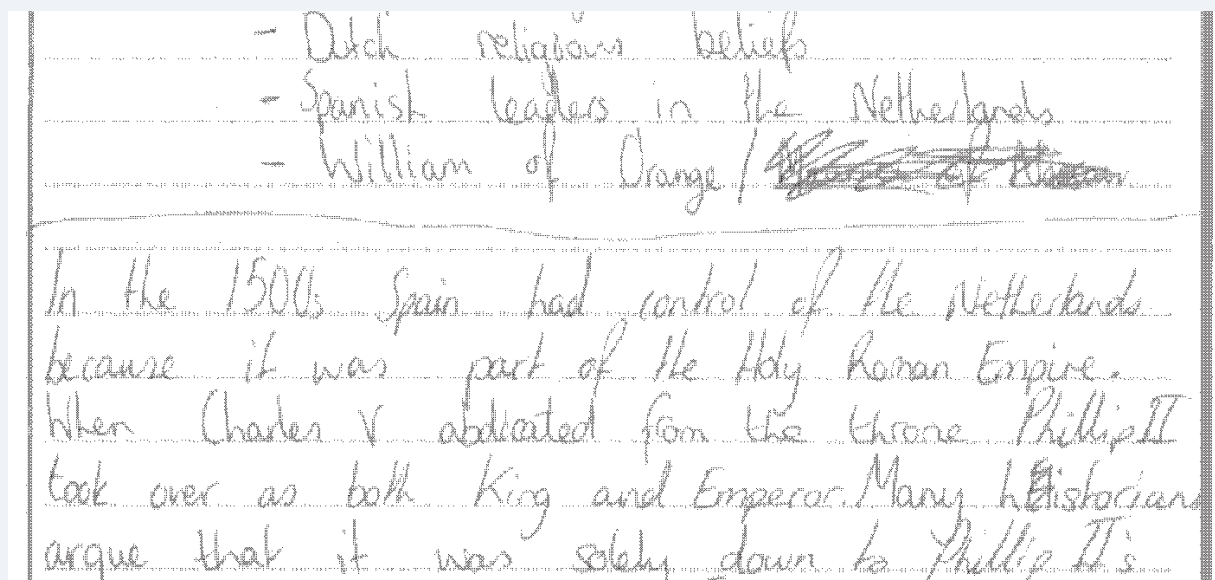 - Dutch religious beliefs
- Spanish leaders in the Netherlands
- William of Orange /
In the 1500s Spain had control of the Netherlands
because it was part of the Holy Roman Empire.
When Charles V abdicated from the throne Phillip II
took over as both King and Emperor. Many historians
argue that it was solely down to Phillip II's